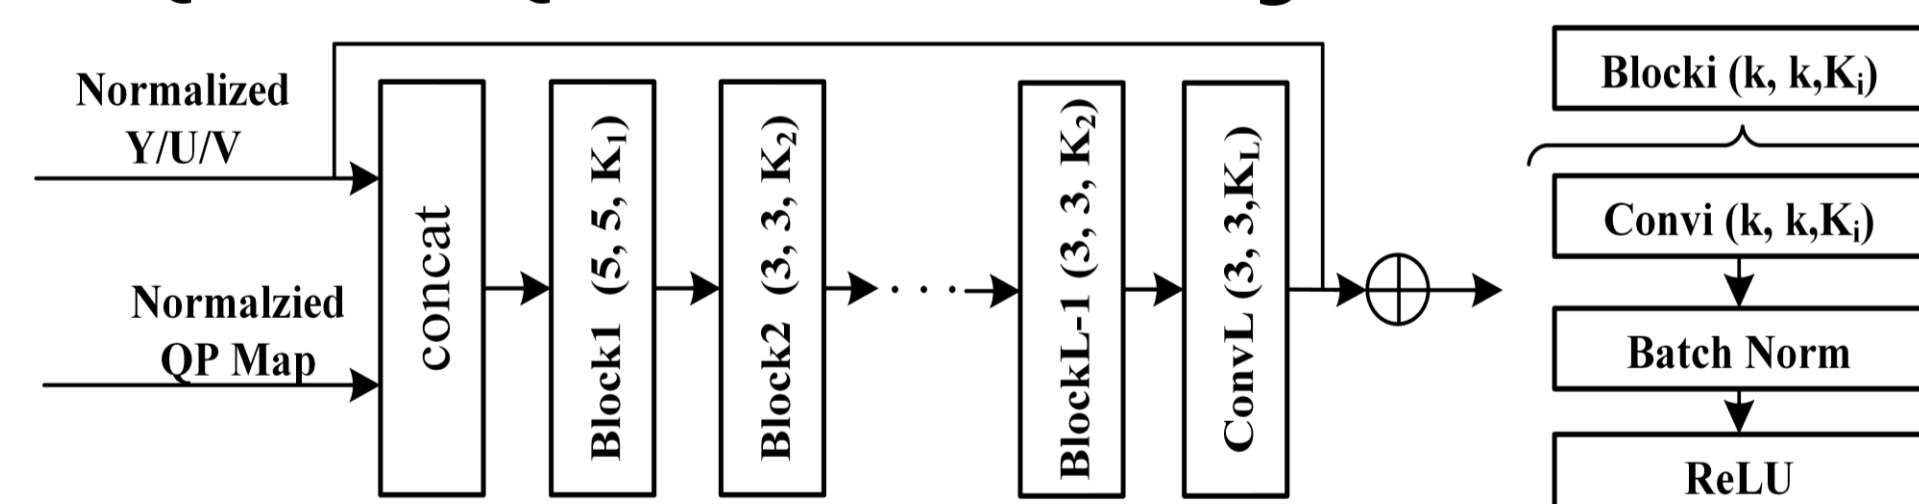 Normalized
Y/U/V
Normalzied
QP Map
concat
Block1 (5, 5, K₁)
Block2 (3, 3, K₂)
· · ·
BlockL-1 (3, 3, K₂)
ConvL (3, 3,K_L)
Blocki (k, k,Kᵢ)
Convi (k, k,Kᵢ)
Batch Norm
ReLU